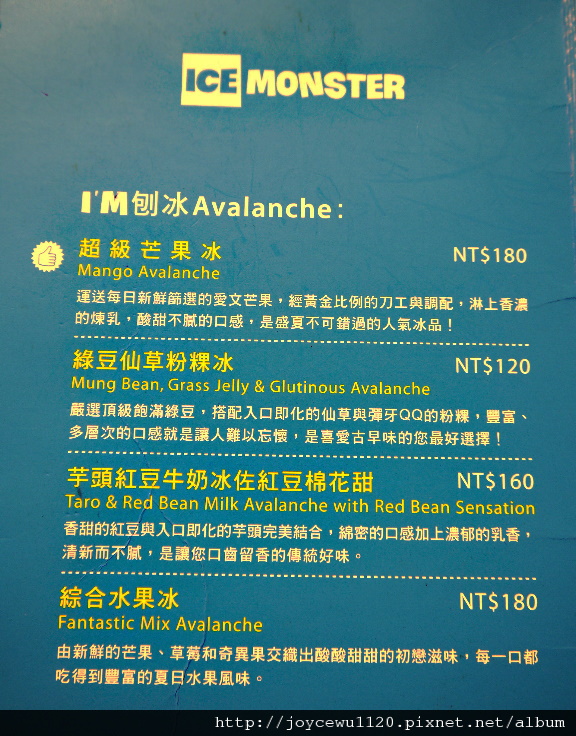 ICE MONSTER
I'M刨冰Avalanche:
超級芒果冰 NT$180
Mango Avalanche
運送每日新鮮篩選的愛文芒果，經黃金比例的刀工與調配，淋上香濃
的煉乳，酸甜不膩的口感，是盛夏不可錯過的人氣冰品！
綠豆仙草粉粿冰 NT$120
Mung Bean, Grass Jelly & Glutinous Avalanche
嚴選頂級飽滿綠豆，搭配入口即化的仙草與彈牙QQ的粉粿，豐富、
多層次的口感就是讓人難以忘懷，是喜愛古早味的您最好選擇！
芋頭紅豆牛奶冰佐紅豆棉花甜 NT$160
Taro & Red Bean Milk Avalanche with Red Bean Sensation
香甜的紅豆與入口即化的芋頭完美結合，綿密的口感加上濃郁的乳香，
清新而不膩，是讓您口齒留香的傳統好味。
綜合水果冰 NT$180
Fantastic Mix Avalanche
由新鮮的芒果、草莓和奇異果交織出酸酸甜甜的初戀滋味，每一口都
吃得到豐富的夏日水果風味。
http://joycewu1120.pixnet.net/album